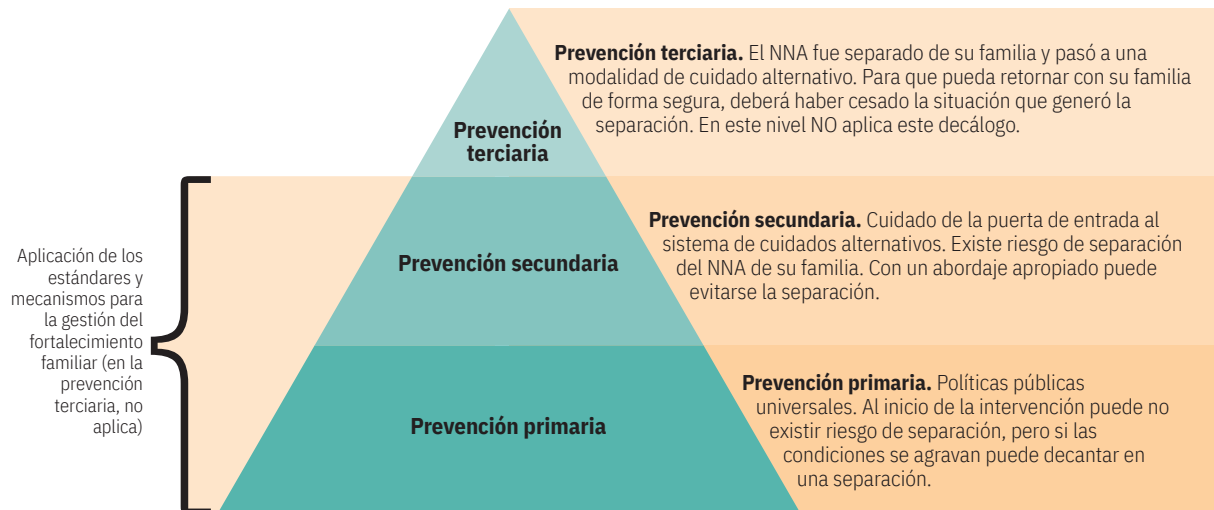 Prevención terciaria. El NNA fue separado de su familia y pasó a una
modalidad de cuidado alternativo. Para que pueda retornar con su familia
de forma segura, deberá haber cesado la situación que generó la
separación. En este nivel NO aplica este decálogo.
Prevención
terciaria
Prevención secundaria. Cuidado de la puerta de entrada al
sistema de cuidados alternativos. Existe riesgo de separación
del NNA de su familia. Con un abordaje apropiado puede
evitarse la separación.
Prevención secundaria
Aplicación de los
estándares y
mecanismos para
la gestión del
fortalecimiento
familiar (en la
prevención
terciaria, no
aplica)
Prevención primaria. Políticas públicas
universales. Al inicio de la intervención puede no
existir riesgo de separación, pero si las
condiciones se agravan puede decantar en
una separación.
Prevención primaria